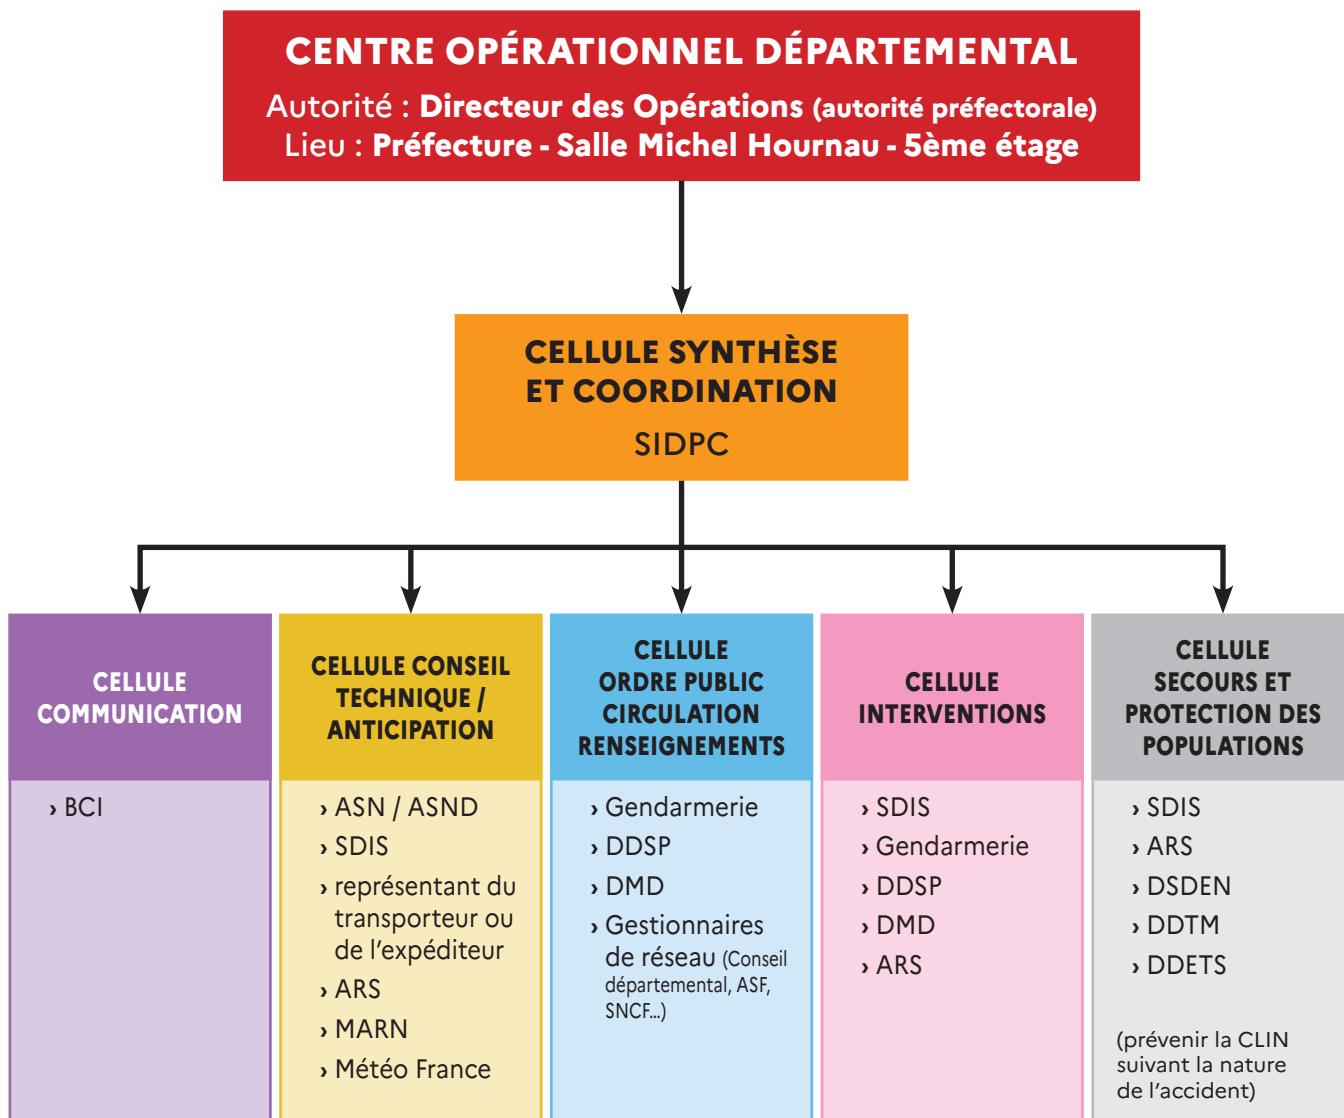 CENTRE OPÉRATIONNEL DÉPARTEMENTAL
Autorité : Directeur des Opérations (autorité préfectorale)
Lieu : Préfecture - Salle Michel Hournau - 5ème étage
CELLULE SYNTHÈSE
ET COORDINATION
SIDPC
CELLULE
COMMUNICATION
› BCI
CELLULE CONSEIL
TECHNIQUE /
ANTICIPATION
› ASN / ASND
› SDIS
› représentant du
transporteur ou
de l'expéditeur
› ARS
› MARN
› Météo France
CELLULE
ORDRE PUBLIC
CIRCULATION
RENSEIGNEMENTS
› Gendarmerie
› DDSP
› DMD
› Gestionnaires
de réseau (Conseil
départemental, ASF,
SNCF...)
CELLULE
INTERVENTIONS
› SDIS
› Gendarmerie
› DDSP
› DMD
› ARS
CELLULE
SECOURS ET
PROTECTION DES
POPULATIONS
› SDIS
› ARS
› DSDEN
› DDTM
› DDETS
(prévenir la CLIN
suivant la nature
de l'accident)